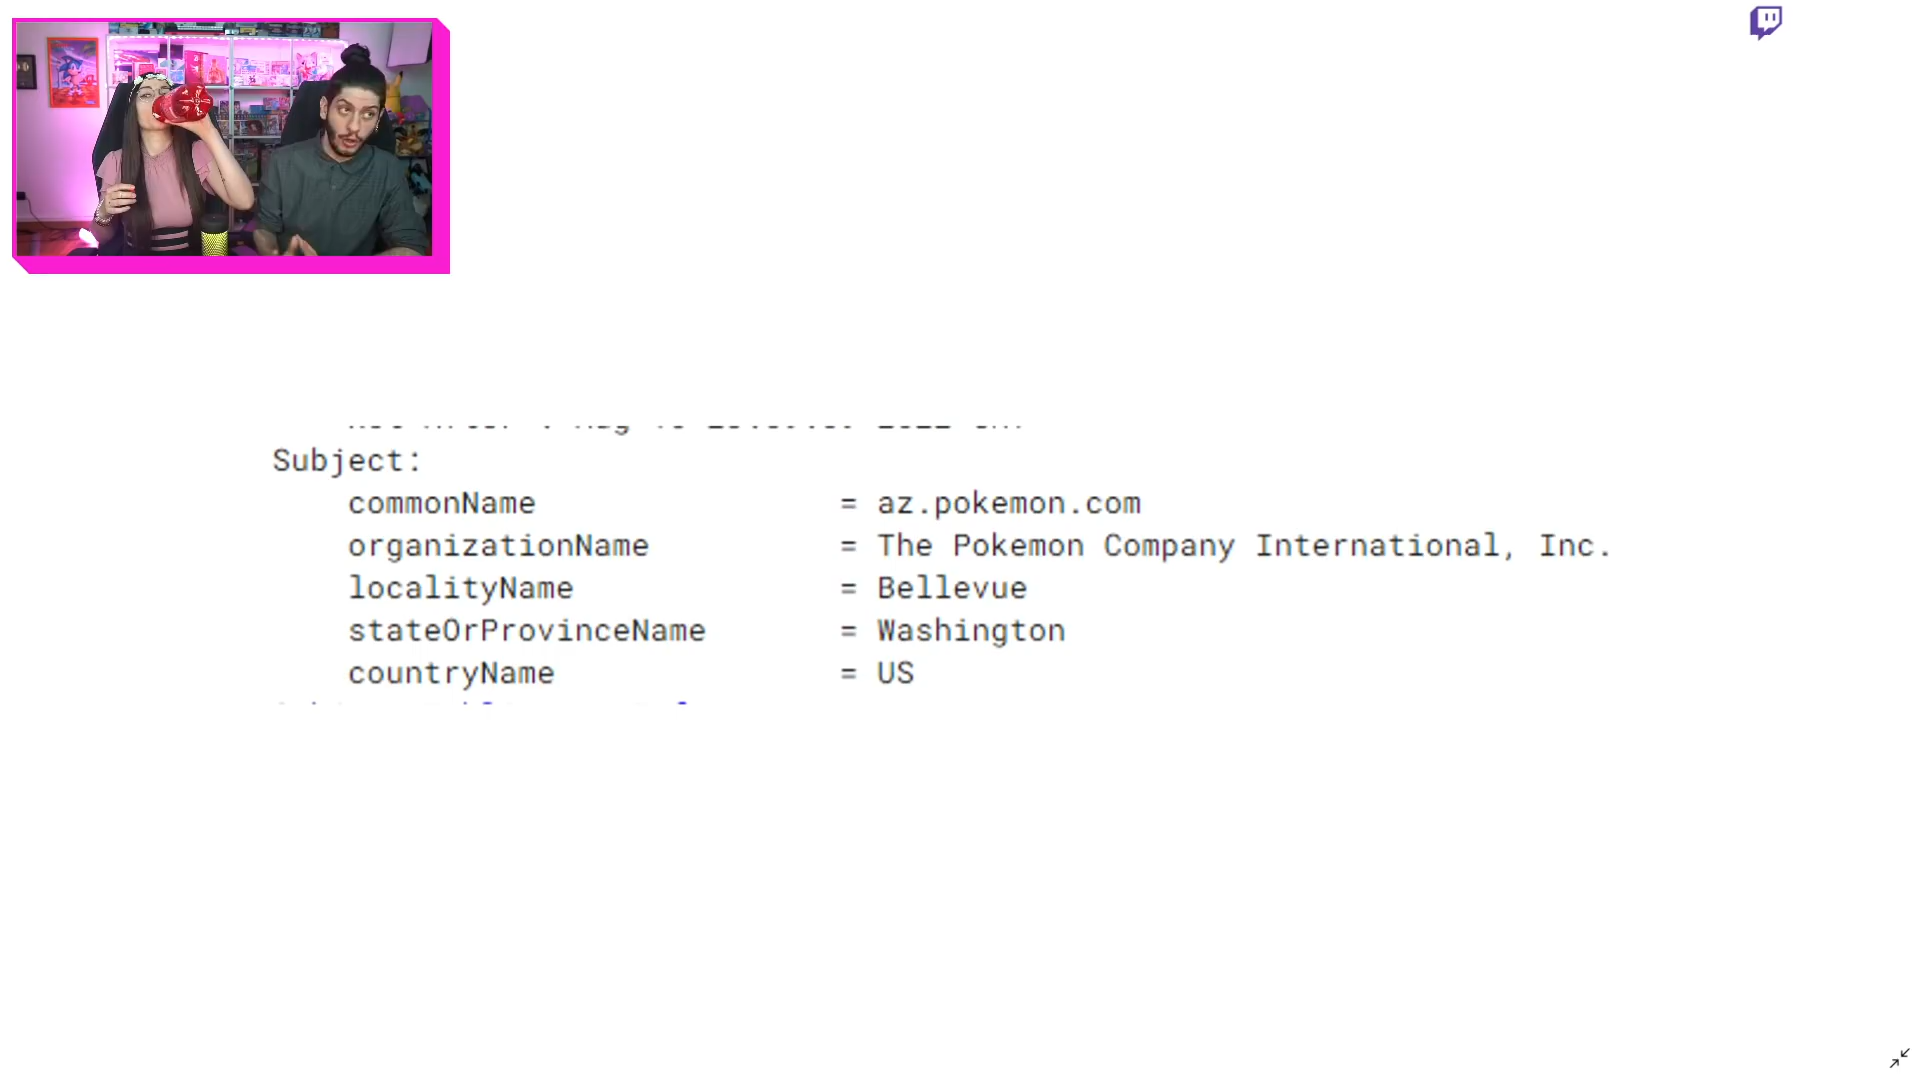 Subject:
commonName = az.pokemon.com
organizationName = The Pokemon Company International, Inc.
localityName = Bellevue
stateOrProvinceName = Washington
countryName = US